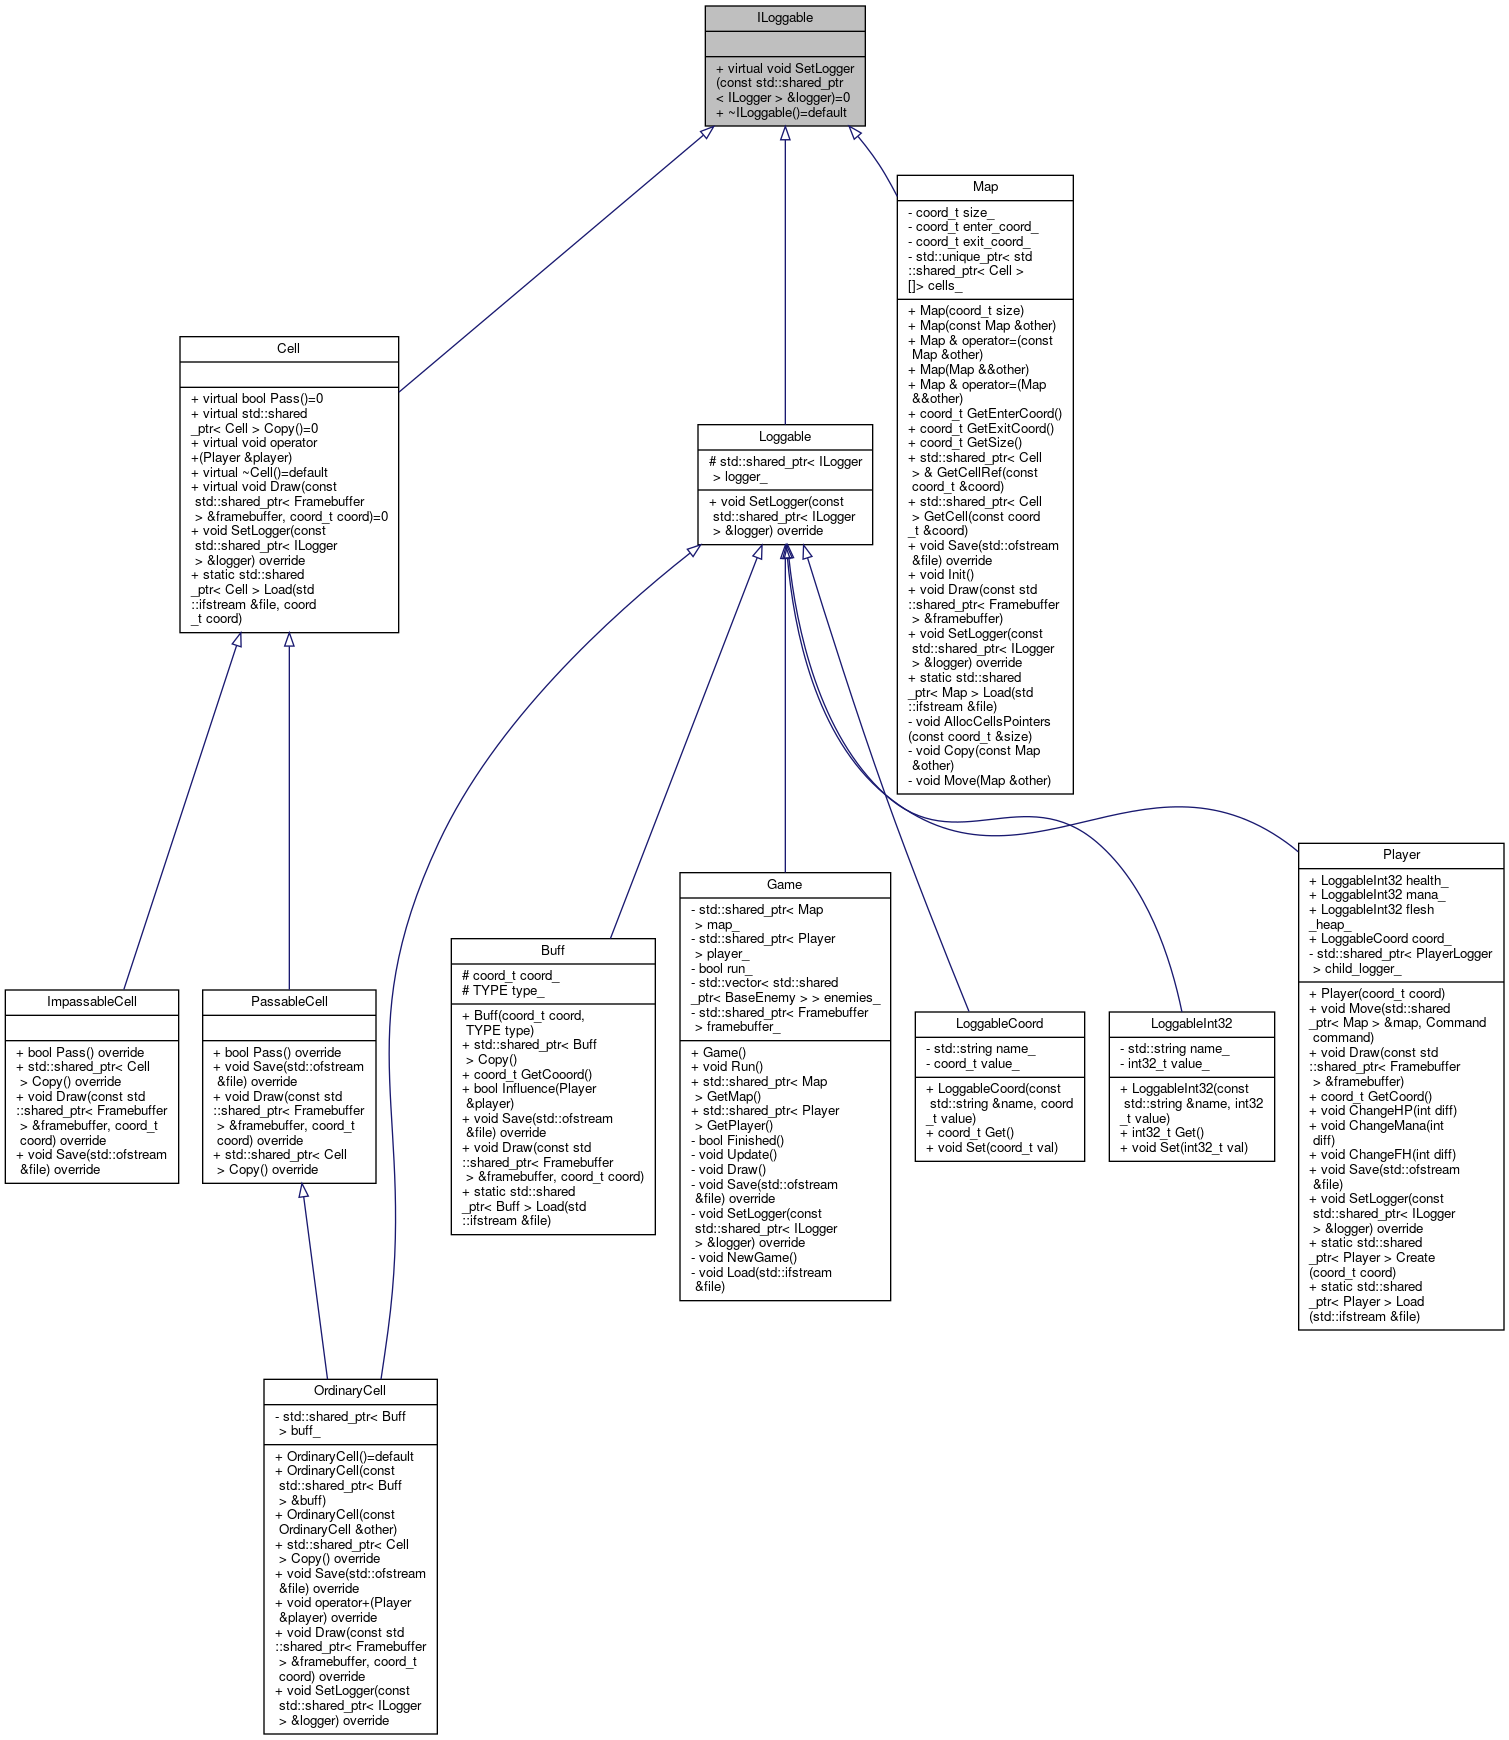 ILoggable
+ virtual void SetLogger
(const std::shared_ptr
< ILogger > &logger)=0
+ ~ILoggable()=default
Map
- coord_t size_
- coord_t enter_coord_
- coord_t exit_coord_
- std::unique_ptr< std
::shared_ptr< Cell >
[]> cells_
+ Map(coord_t size)
+ Map(const Map &other)
+ Map & operator=(const
Map &other)
+ Map(Map &&other)
+ Map & operator=(Map
&&other)
+ coord_t GetEnterCoord()
+ coord_t GetExitCoord()
+ coord_t GetSize()
+ std::shared_ptr< Cell
> & GetCellRef(const
coord_t &coord)
+ std::shared_ptr< Cell
> GetCell(const coord
_t &coord)
+ void Save(std::ofstream
&file) override
+ void Init()
+ void Draw(const std
::shared_ptr< Framebuffer
> &framebuffer)
+ void SetLogger(const
std::shared_ptr< ILogger
> &logger) override
+ static std::shared
_ptr< Map > Load(std
::ifstream &file)
- void AllocCellsPointers
(const coord_t &size)
- void Copy(const Map
&other)
- void Move(Map &other)
Cell
+ virtual bool Pass()=0
+ virtual std::shared
_ptr< Cell > Copy()=0
+ virtual void operator
+(Player &player)
+ virtual ~Cell()=default
+ virtual void Draw(const
std::shared_ptr< Framebuffer
> &framebuffer, coord_t coord)=0
+ void SetLogger(const
std::shared_ptr< ILogger
> &logger) override
+ static std::shared
_ptr< Cell > Load(std
::ifstream &file, coord
_t coord)
Loggable
# std::shared_ptr< ILogger
> logger_
+ void SetLogger(const
std::shared_ptr< ILogger
> &logger) override
Player
+ LoggableInt32 health_
+ LoggableInt32 mana_
+ LoggableInt32 flesh
_heap_
+ LoggableCoord coord_
- std::shared_ptr< PlayerLogger
> child_logger_
+ Player(coord_t coord)
+ void Move(std::shared
_ptr< Map > &map, Command
command)
+ void Draw(const std
::shared_ptr< Framebuffer
> &framebuffer)
+ coord_t GetCoord()
+ void ChangeHP(int diff)
+ void ChangeMana(int
diff)
+ void ChangeFH(int diff)
+ void Save(std::ofstream
&file)
+ void SetLogger(const
std::shared_ptr< ILogger
> &logger) override
+ static std::shared
_ptr< Player > Create
(coord_t coord)
+ static std::shared
_ptr< Player > Load
(std::ifstream &file)
Game
- std::shared_ptr< Map
> map_
- std::shared_ptr< Player
> player_
- bool run_
- std::vector< std::shared
_ptr< BaseEnemy > > enemies_
- std::shared_ptr< Framebuffer
> framebuffer_
+ Game()
+ void Run()
+ std::shared_ptr< Map
> GetMap()
+ std::shared_ptr< Player
> GetPlayer()
- bool Finished()
- void Update()
- void Draw()
- void Save(std::ofstream
&file) override
- void SetLogger(const
std::shared_ptr< ILogger
> &logger) override
- void NewGame()
- void Load(std::ifstream
&file)
Buff
# coord_t coord_
# TYPE type_
+ Buff(coord_t coord,
TYPE type)
+ std::shared_ptr< Buff
> Copy()
+ coord_t GetCooord()
+ bool Influence(Player
&player)
+ void Save(std::ofstream
&file) override
+ void Draw(const std
::shared_ptr< Framebuffer
> &framebuffer, coord_t coord)
+ static std::shared
_ptr< Buff > Load(std
::ifstream &file)
ImpassableCell
+ bool Pass() override
+ std::shared_ptr< Cell
> Copy() override
+ void Draw(const std
::shared_ptr< Framebuffer
> &framebuffer, coord_t
coord) override
+ void Save(std::ofstream
&file) override
PassableCell
+ bool Pass() override
+ void Save(std::ofstream
&file) override
+ void Draw(const std
::shared_ptr< Framebuffer
> &framebuffer, coord_t
coord) override
+ std::shared_ptr< Cell
> Copy() override
LoggableCoord
- std::string name_
- coord_t value_
+ LoggableCoord(const
std::string &name, coord
_t value)
+ coord_t Get()
+ void Set(coord_t val)
LoggableInt32
- std::string name_
- int32_t value_
+ LoggableInt32(const
std::string &name, int32
_t value)
+ int32_t Get()
+ void Set(int32_t val)
OrdinaryCell
- std::shared_ptr< Buff
> buff_
+ OrdinaryCell()=default
+ OrdinaryCell(const
std::shared_ptr< Buff
> &buff)
+ OrdinaryCell(const
OrdinaryCell &other)
+ std::shared_ptr< Cell
> Copy() override
+ void Save(std::ofstream
&file) override
+ void operator+(Player
&player) override
+ void Draw(const std
::shared_ptr< Framebuffer
> &framebuffer, coord_t
coord) override
+ void SetLogger(const
std::shared_ptr< ILogger
> &logger) override